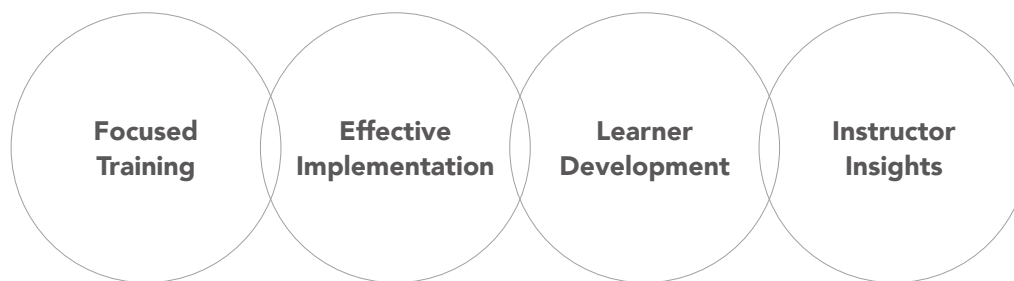 Focused
Training
Effective
Implementation
Learner
Development
Instructor
Insights